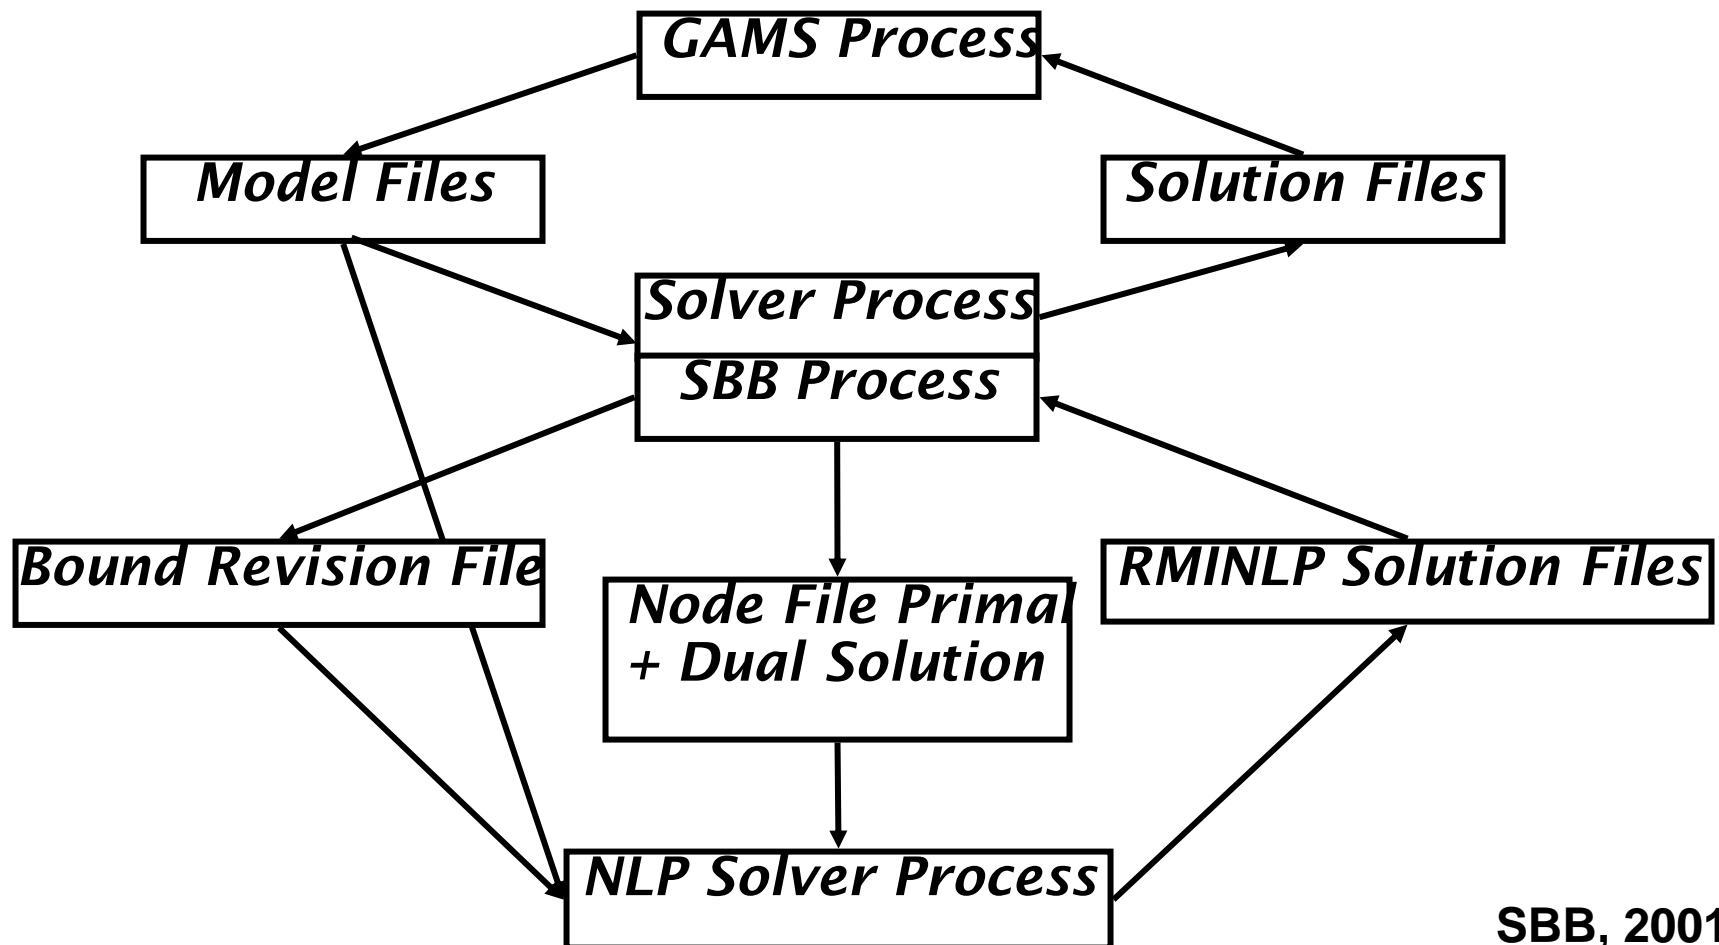 GAMS Process
Model Files
Solution Files
Solver Process
SBB Process
Bound Revision File
RMINLP Solution Files
Node File Primal
+ Dual Solution
NLP Solver Process
SBB, 2001